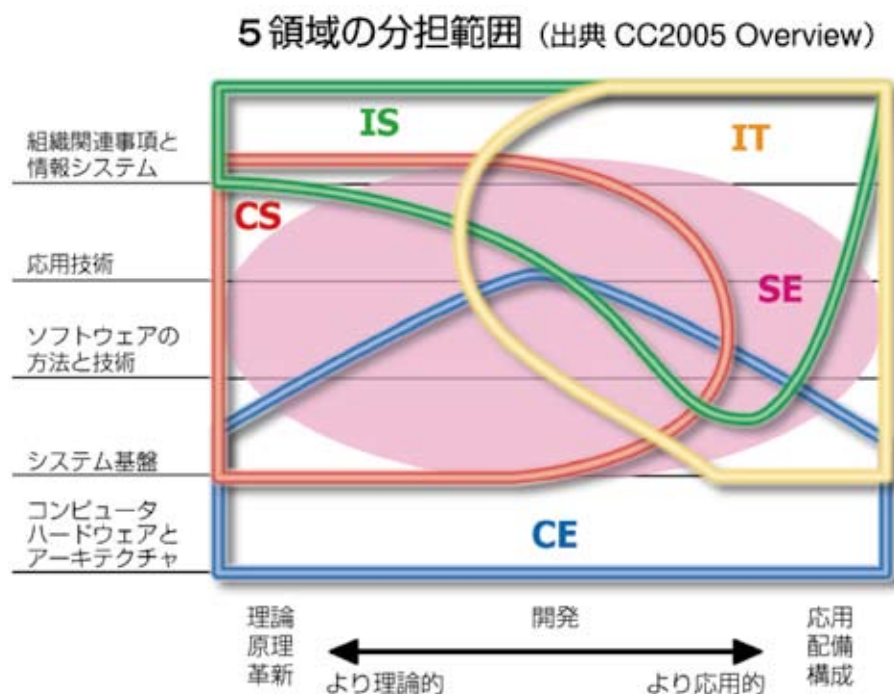 5領域の分担範囲（出典 CC2005 Overview）
IS
IT
組織関連事項と
情報システム
CS
応用技術
SE
ソフトウェアの
方法と技術
システム基盤
コンピュータ
ハードウェアと
アーキテクチャ
CE
理論
原理
革新
開発
応用
配備
構成
より理論的
より応用的